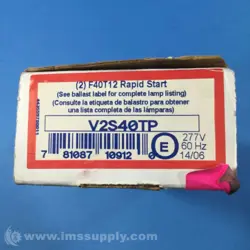 (2) F40T12 Rapid Start
(See ballast label for complete lamp listing)
(Consulte la etiqueta de balastro para obtener
una lista completa de las lámparas)
V2S40TP
7 81087 10912 0
E
277V
60 Hz
14/06
www.imssupply.com